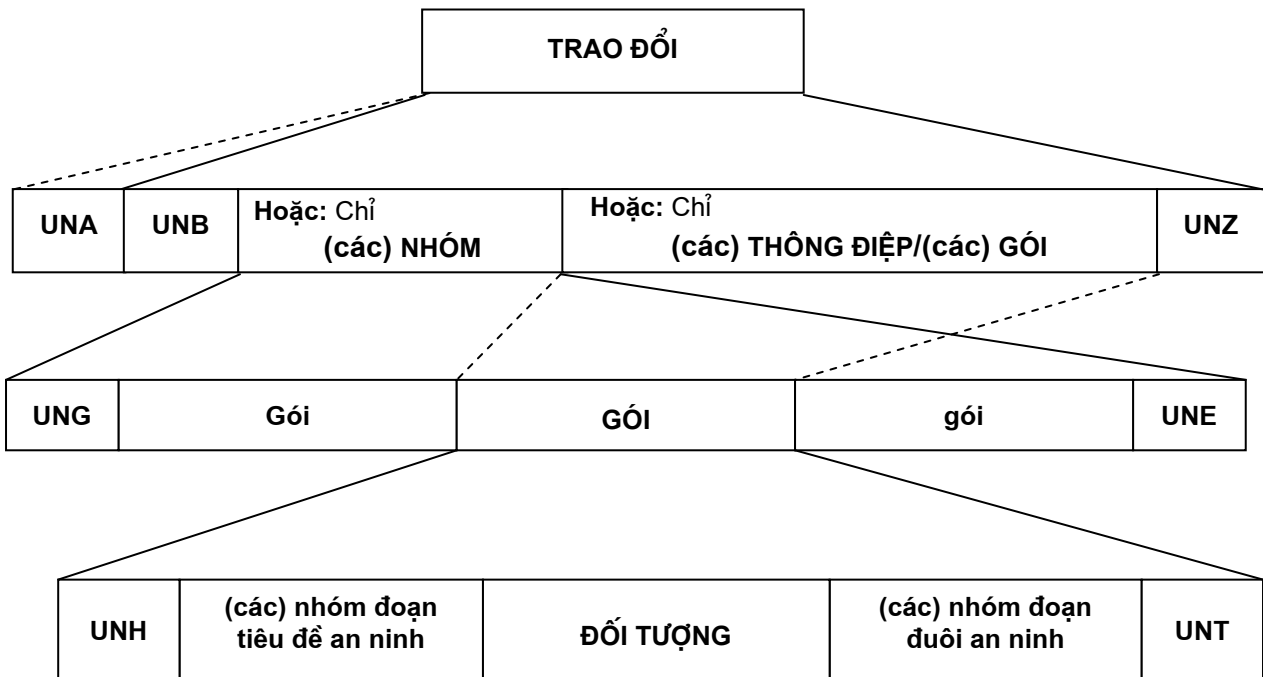 TRAO ĐỔI
UNA
UNB
Hoặc: Chỉ
(các) NHÓM
Hoặc: Chỉ
(các) THÔNG ĐIỆP/(các) GÓI
UNZ
UNG
Gói
GÓI
gói
UNE
UNH
(các) nhóm đoạn
tiêu đề an ninh
ĐỐI TƯỢNG
(các) nhóm đoạn
đuôi an ninh
UNT